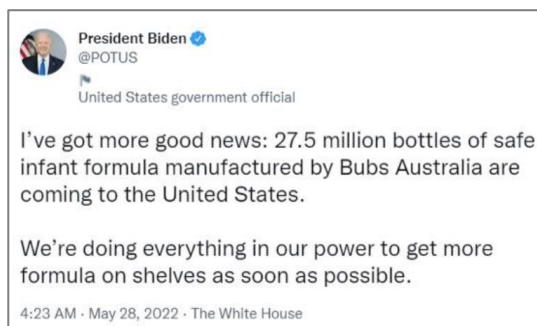 President Biden
@POTUS
United States government official
I've got more good news: 27.5 million bottles of safe
infant formula manufactured by Bubs Australia are
coming to the United States.
We're doing everything in our power to get more
formula on shelves as soon as possible.
4:23 AM · May 28, 2022 · The White House